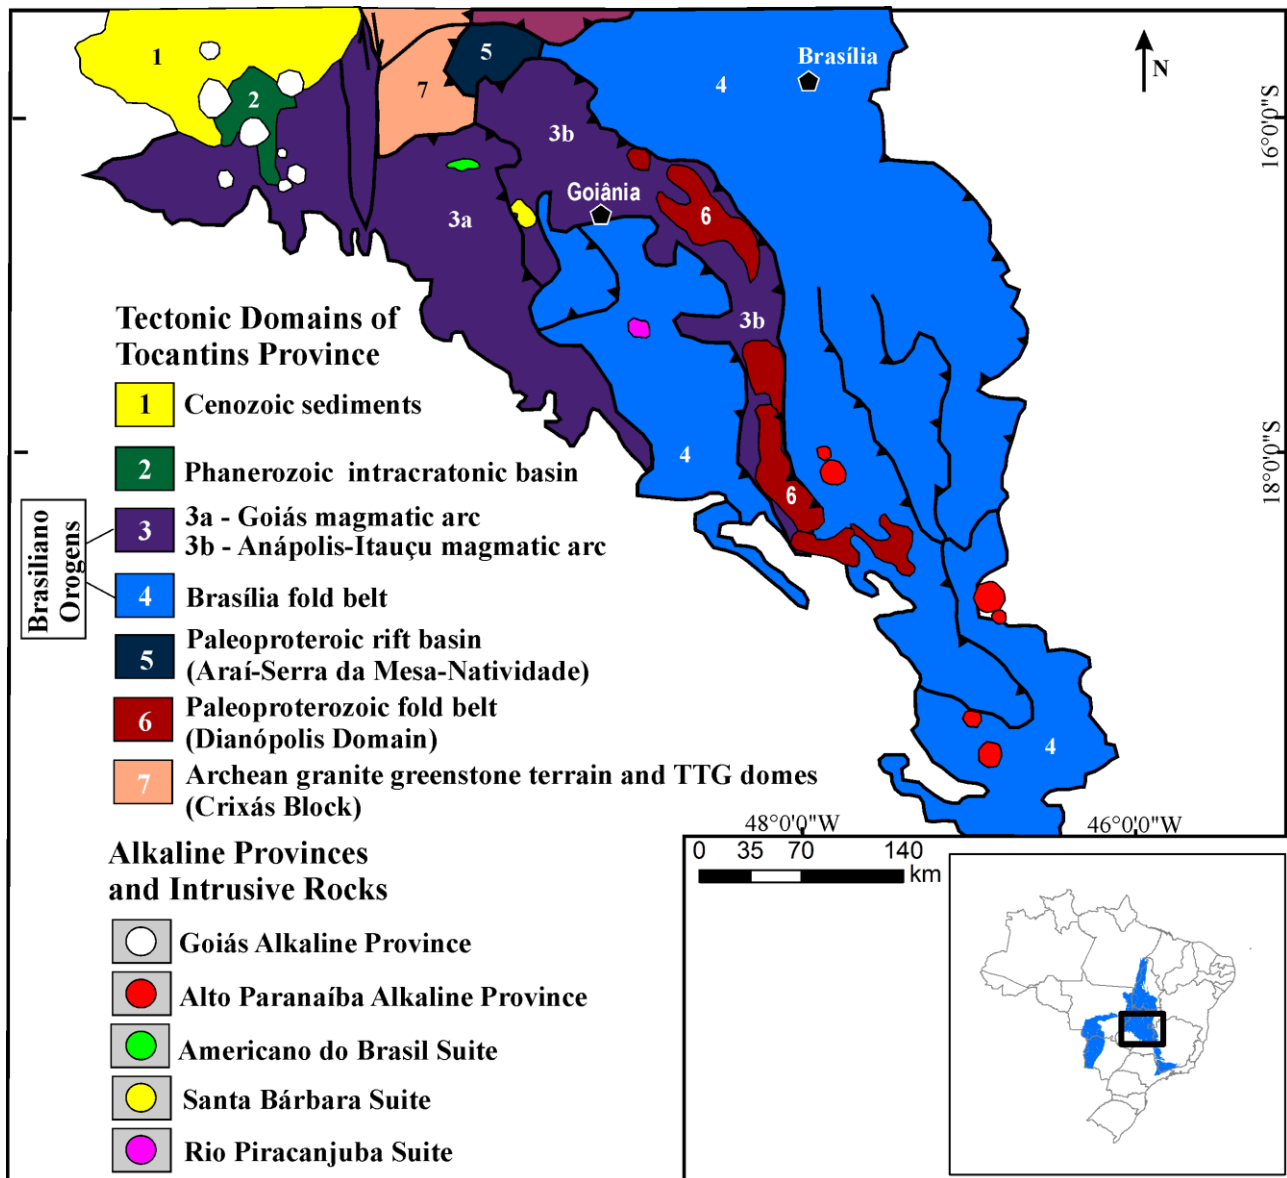 1
2
5
7
4
Brasília
N
16°0'0"S
3b
Goiânia
3a
6
3b
4
6
18°0'0"S
4
Tectonic Domains of
Tocantins Province
1 Cenozoic sediments
2 Phanerozoic intracratonic basin
Brasiliano
Orogens
3 3a - Goiás magmatic arc
3b - Anápolis-Itauçu magmatic arc
4 Brasília fold belt
5 Paleoproteroic rift basin
(Araí-Serra da Mesa-Natividade)
6 Paleoproterozoic fold belt
(Dianópolis Domain)
7 Archean granite greenstone terrain and TTG domes
(Crixás Block)
Alkaline Provinces
and Intrusive Rocks
Goiás Alkaline Province
Alto Paranaíba Alkaline Province
Americano do Brasil Suite
Santa Bárbara Suite
Rio Piracanjuba Suite
48°0'0"W
46°0'0"W
0 35 70 140
km